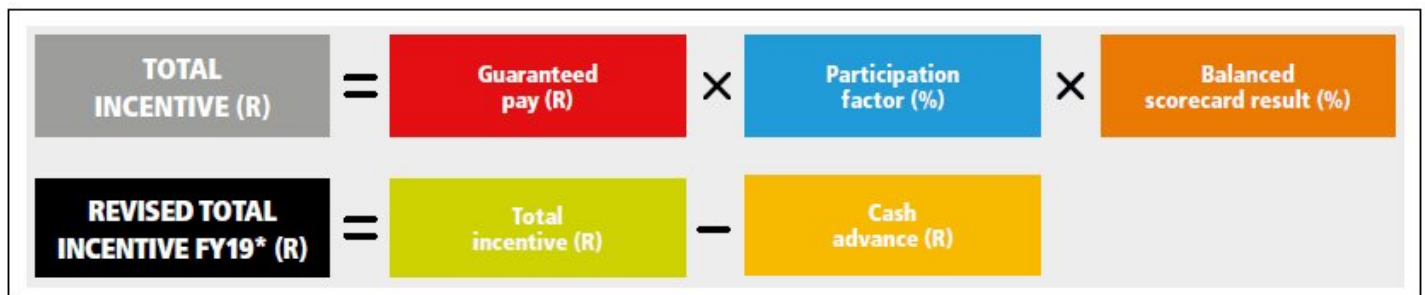 TOTAL
INCENTIVE (R)
=
Guaranteed
pay (R)
×
Participation
factor (%)
×
Balanced
scorecard result (%)
REVISED TOTAL
INCENTIVE FY19* (R)
=
Total
incentive (R)
–
Cash
advance (R)